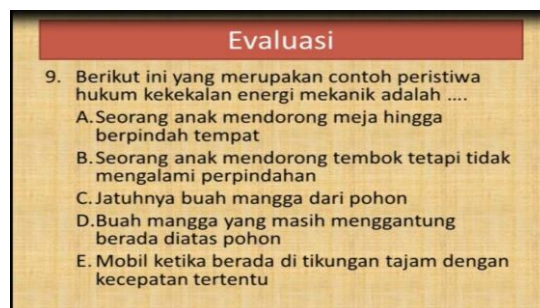 Evaluasi
9. Berikut ini yang merupakan contoh peristiwa
hukum kekekalan energi mekanik adalah ....
A.Seorang anak mendorong meja hingga
berpindah tempat
B.Seorang anak mendorong tembok tetapi tidak
mengalami perpindahan
C.Jatuhnya buah mangga dari pohon
D.Buah mangga yang masih menggantung
berada diatas pohon
E. Mobil ketika berada di tikungan tajam dengan
kecepatan tertentu